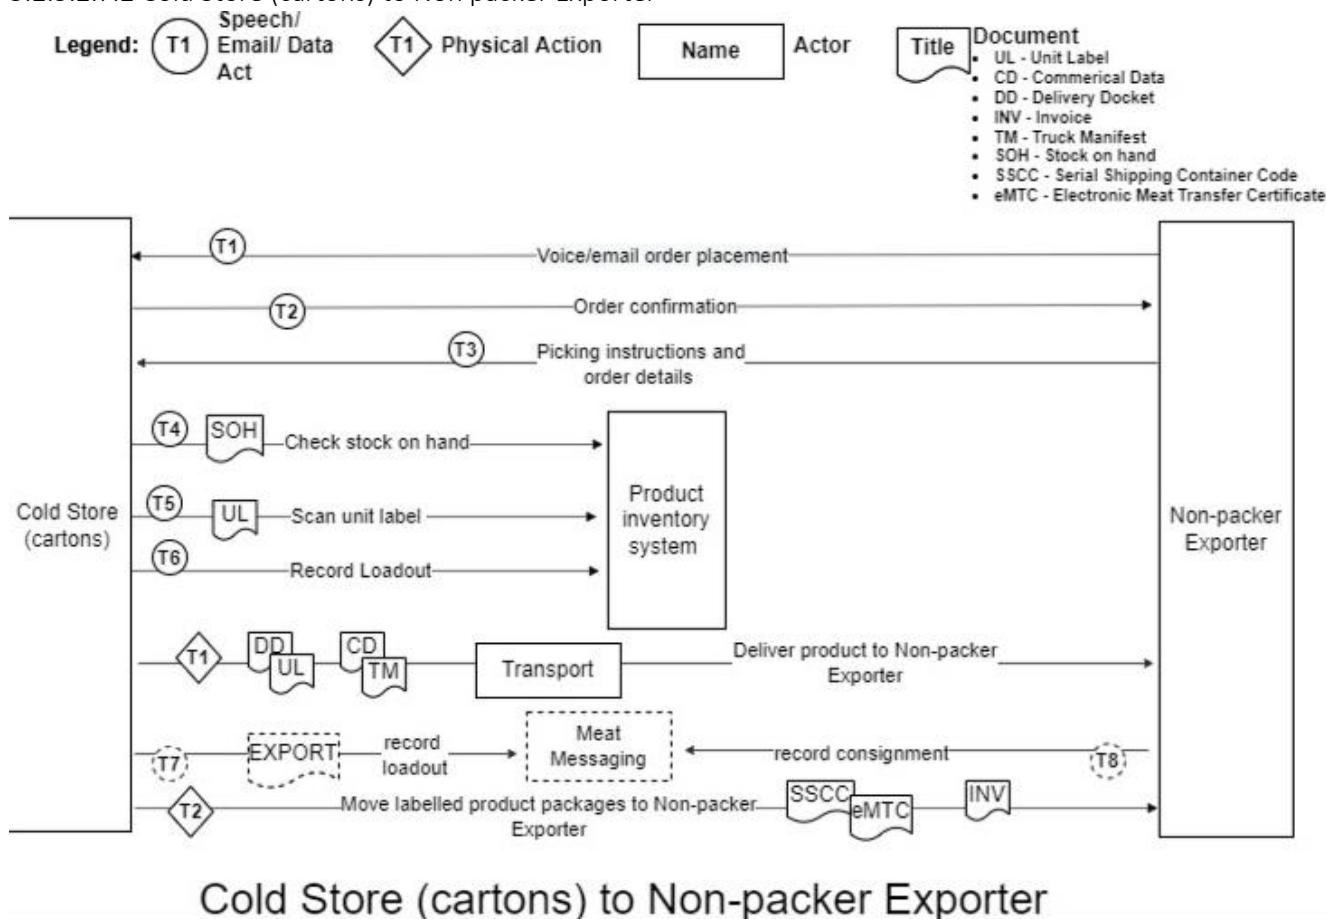 Legend:
T1
Speech/
Email/ Data
Act
T1
Physical Action
Name
Actor
Title
Document
UL - Unit Label
CD - Commerical Data
DD - Delivery Docket
INV - Invoice
TM - Truck Manifest
SOH - Stock on hand
SSCC - Serial Shipping Container Code
eMTC - Electronic Meat Transfer Certificate
T1
Voice/email order placement
T2
Order confirmation
T3
Picking instructions and
order details
T4
SOH
Check stock on hand
Cold Store
(cartons)
T5
UL
Scan unit label
Product
inventory
system
Non-packer
Exporter
T6
Record Loadout
T1
DD
UL
CD
TM
Transport
Deliver product to Non-packer
Exporter
T7
EXPORT
record
loadout
Meat
Messaging
record consignment
T8
T2
Move labelled product packages to Non-packer
Exporter
SSCC
eMTC
INV
Cold Store (cartons) to Non-packer Exporter